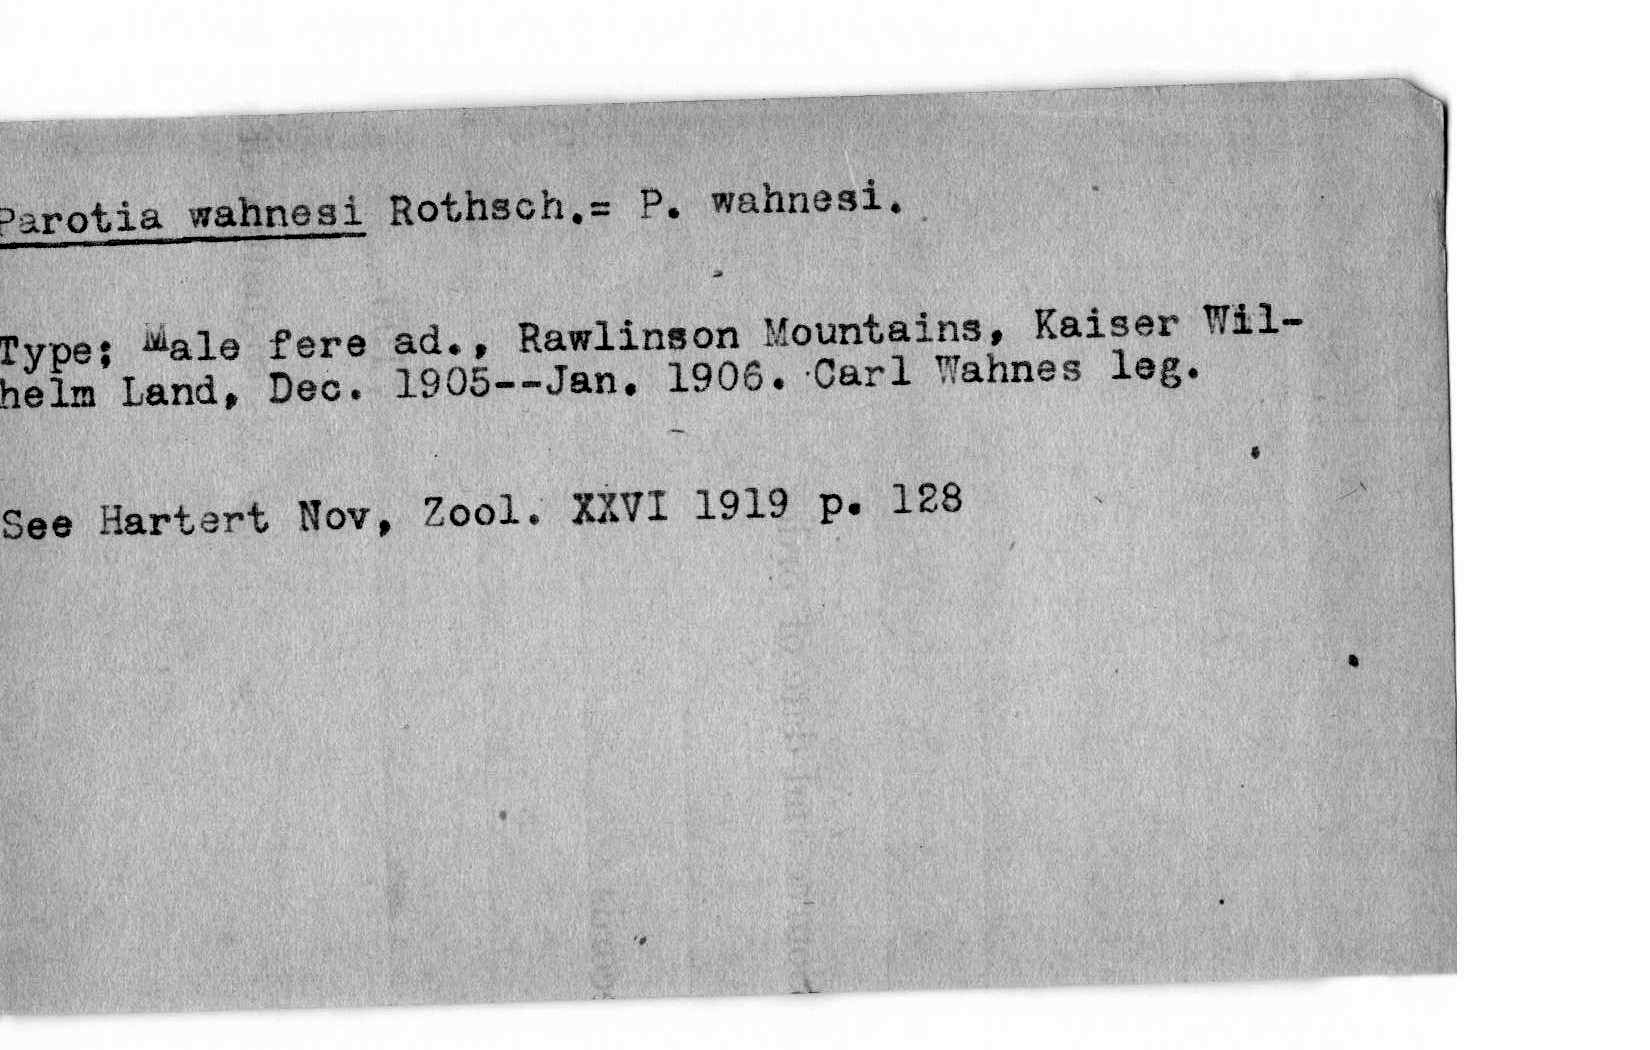 Parotia wahnesi Rothsch.= P. wahnesi.
Type; Male fere ad., Rawlinson Mountains, Kaiser Wil-
helm Land, Dec. 1905--Jan. 1906. Carl Wahnes leg.
See Hartert Nov, Zool. XXVI 1919 p. 128